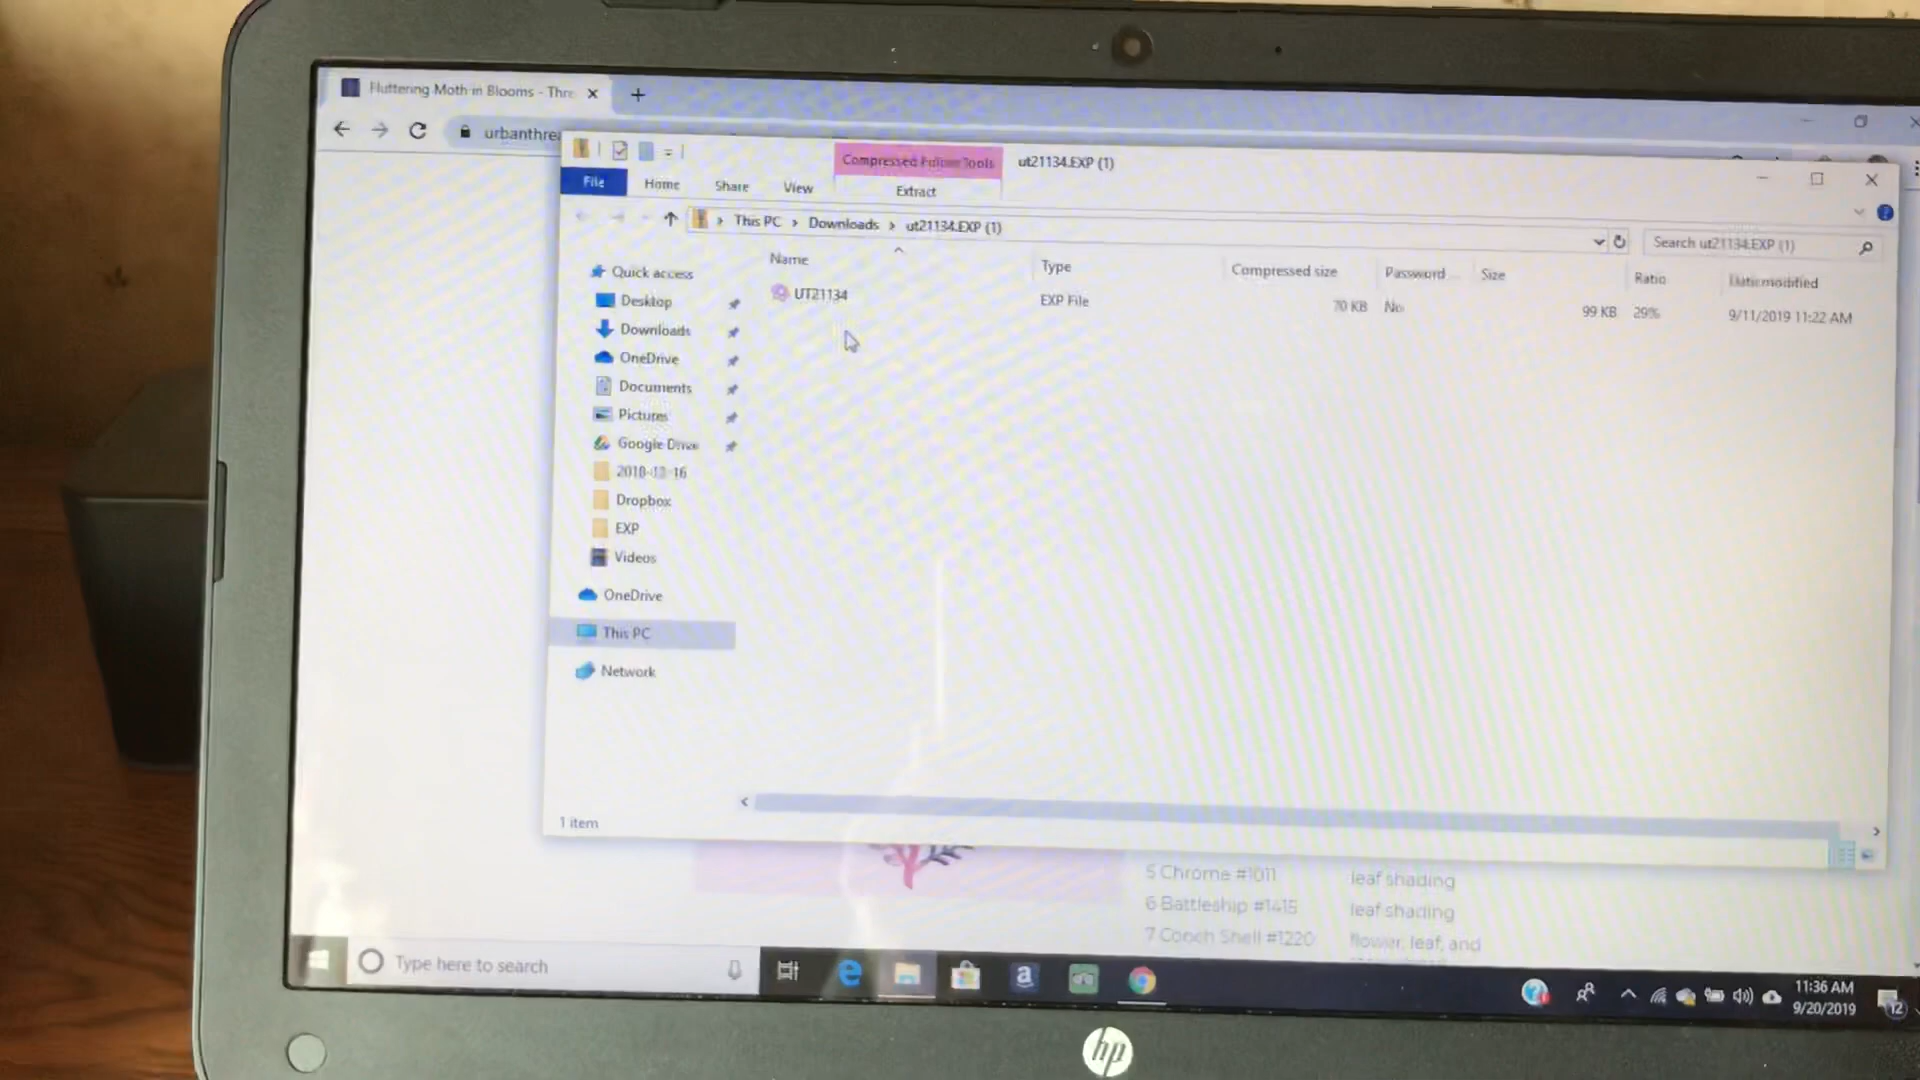 Fluttering Moth in Blooms - Thre
urbanthre
Compressed Folder Tools
ut21134.EXP (1)
File
Home
Share
View
Extract
This PC > Downloads > ut21134.EXP (1)
Search ut21134.EXP (1)
Name
Type
Compressed size
Password ...
Size
Ratio
Date modified
UT21134
EXP File
70 KB
No
99 KB
29%
9/11/2019 11:22 AM
Quick access
Desktop
Downloads
OneDrive
Documents
Pictures
Google Drive
Dropbox
EXP
Videos
OneDrive
This PC
Network
1 item
5 Chrome #1011
leaf shading
6 Battleship #1415
leaf shading
7 Conch Shell #1220
flower, leaf, and
Type here to search
11:36 AM
9/20/2019
12
hp